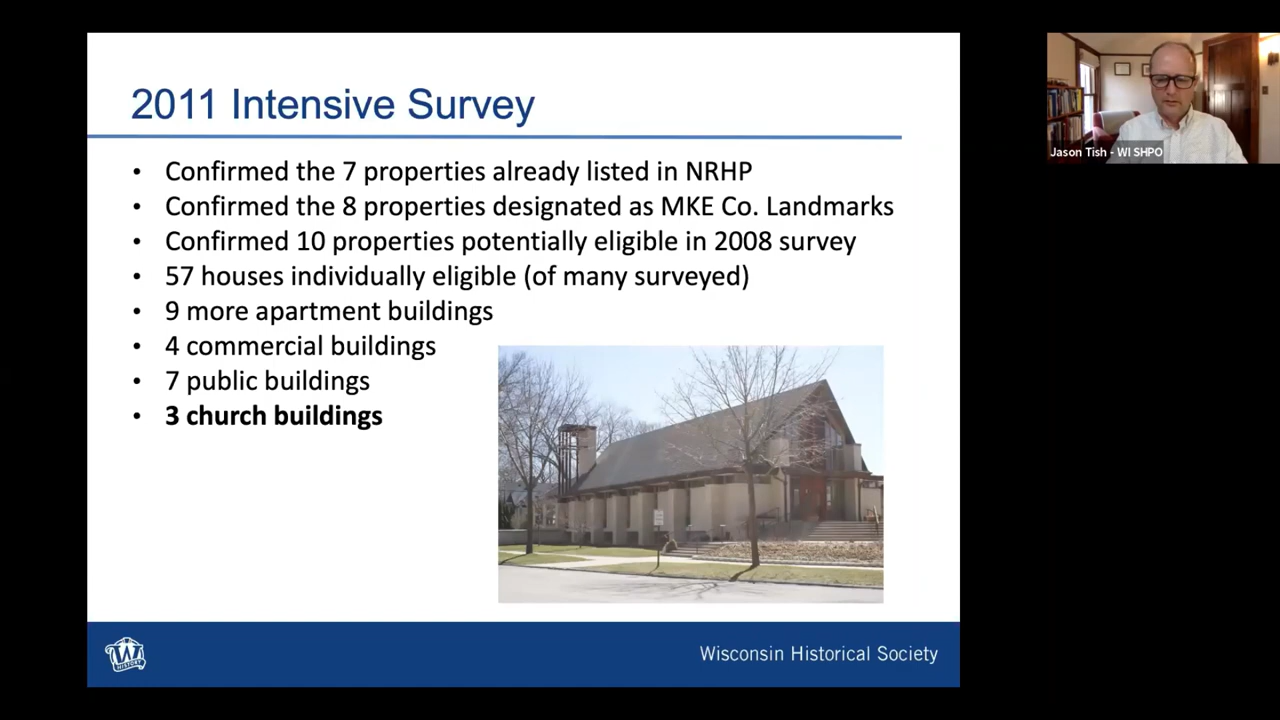 2011 Intensive Survey
• Confirmed the 7 properties already listed in NRHP
• Confirmed the 8 properties designated as MKE Co. Landmarks
• Confirmed 10 properties potentially eligible in 2008 survey
• 57 houses individually eligible (of many surveyed)
• 9 more apartment buildings
• 4 commercial buildings
• 7 public buildings
• 3 church buildings
W
HISTORY
Wisconsin Historical Society
Jason Tish - WI SHPO